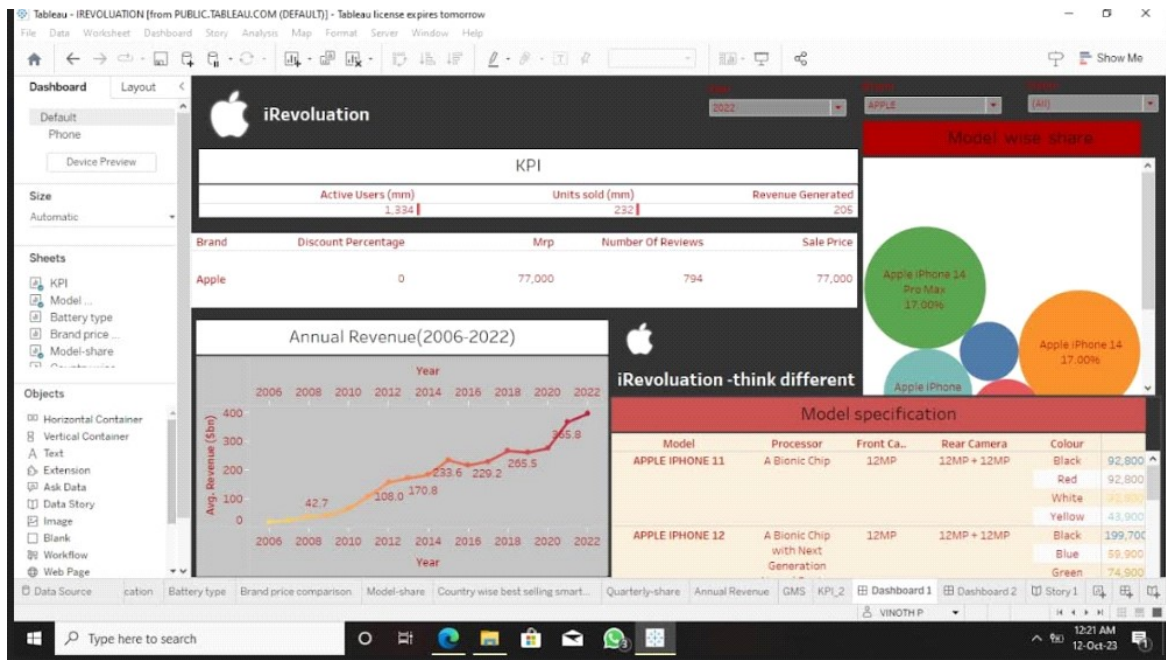 Tableau - IREVOLUATION [from PUBLIC.TABLEAU.COM (DEFAULT)] - Tableau license expires tomorrow
File Data Worksheet Dashboard Story Analysis Map Format Server Window Help
Show Me
Dashboard Layout
Default
Phone
Device Preview
Size
Automatic
Sheets
KPI
Model ...
Battery type
Brand price ...
Model-share
Objects
Horizontal Container
Vertical Container
Text
Extension
Ask Data
Data Story
Image
Blank
Workflow
Web Page
iRevoluation
2022 APPLE (All)
KPI
Active Users (mm) Units sold (mm) Revenue Generated
1,334 232 205
Brand Discount Percentage Mrp Number Of Reviews Sale Price
Apple 0 77,000 794 77,000
Model wise share
Apple iPhone 14
Pro Max
17.00%
Apple iPhone 14
17.00%
Apple iPhone
Annual Revenue(2006-2022)
Year
2006 2008 2010 2012 2014 2016 2018 2020 2022
Avg. Revenue ($bn)
400
300
200
100
0
42.7 108.0 170.8 233.6 229.2 265.5 365.8
2006 2008 2010 2012 2014 2016 2018 2020 2022
Year
iRevoluation -think different
Model specification
Model Processor Front Ca.. Rear Camera Colour
APPLE IPHONE 11 A Bionic Chip 12MP 12MP + 12MP Black 92,800
Red 92,800
White
Yellow 43,900
APPLE IPHONE 12 A Bionic Chip 12MP 12MP + 12MP Black 199,700
with Next Blue 59,900
Generation Green 74,900
Data Source cation Battery type Brand price comparison Model-share Country wise best selling smart... Quarterly-share Annual Revenue GMS KPI_2 Dashboard 1 Dashboard 2 Story 1
VINOTH P
Type here to search
12:21 AM
12-Oct-23